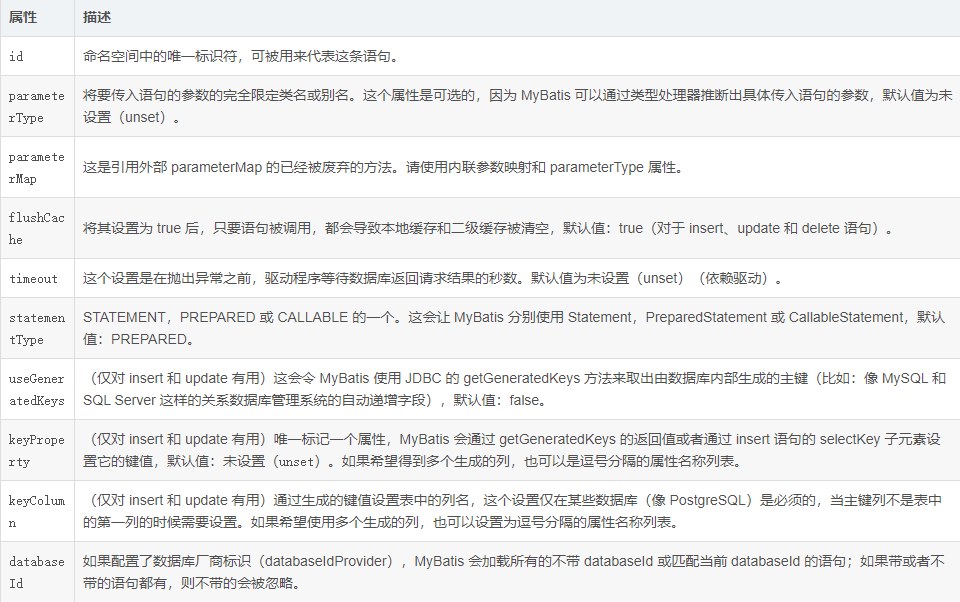 属性 描述
id 命名空间中的唯一标识符，可被用来代表这条语句。
paramete
rType
将要传入语句的参数的完全限定类名或别名。这个属性是可选的，因为 MyBatis 可以通过类型处理器推断出具体传入语句的参数，默认值为未
设置（unset）。
paramete
rMap
这是引用外部 parameterMap 的已经被废弃的方法。请使用内联参数映射和 parameterType 属性。
flushCac
he
将其设置为 true 后，只要语句被调用，都会导致本地缓存和二级缓存被清空，默认值：true（对于 insert、update 和 delete 语句）。
timeout 这个设置是在抛出异常之前，驱动程序等待数据库返回请求结果的秒数。默认值为未设置（unset）（依赖驱动）。
statemen
tType
STATEMENT，PREPARED 或 CALLABLE 的一个。这会让 MyBatis 分别使用 Statement，PreparedStatement 或 CallableStatement，默认
值：PREPARED。
useGener
atedKeys
（仅对 insert 和 update 有用）这会令 MyBatis 使用 JDBC 的 getGeneratedKeys 方法来取出由数据库内部生成的主键（比如：像 MySQL 和
SQL Server 这样的关系数据库管理系统的自动递增字段），默认值：false。
keyPrope
rty
（仅对 insert 和 update 有用）唯一标记一个属性，MyBatis 会通过 getGeneratedKeys 的返回值或者通过 insert 语句的 selectKey 子元素设
置它的键值，默认值：未设置（unset）。如果希望得到多个生成的列，也可以是逗号分隔的属性名称列表。
keyColum
n
（仅对 insert 和 update 有用）通过生成的键值设置表中的列名，这个设置仅在某些数据库（像 PostgreSQL）是必须的，当主键列不是表中
的第一列的时候需要设置。如果希望使用多个生成的列，也可以设置为逗号分隔的属性名称列表。
database
Id
如果配置了数据库厂商标识（databaseIdProvider），MyBatis 会加载所有的不带 databaseId 或匹配当前 databaseId 的语句；如果带或者不
带的语句都有，则不带的会被忽略。